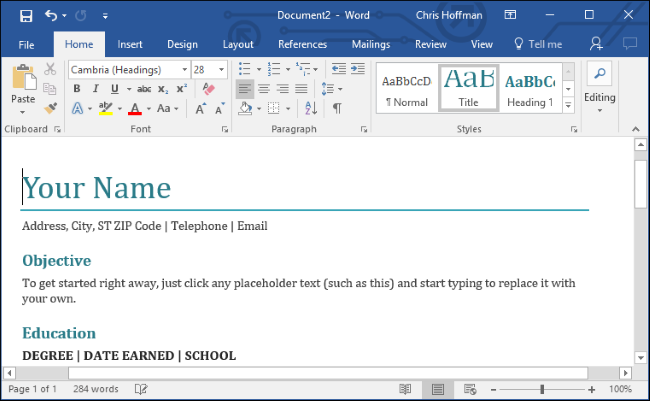 Document2 - Word
Chris Hoffman
File Home Insert Design Layout References Mailings Review View Tell me
Paste
Cambria (Headings) 28
B I U abc x₂ x²
A aby A Aa A A
Clipboard Font Paragraph Styles
AaBbCcD AaB AaBbCc
¶ Normal Title Heading 1
Editing
Your Name
Address, City, ST ZIP Code | Telephone | Email
Objective
To get started right away, just click any placeholder text (such as this) and start typing to replace it with
your own.
Education
DEGREE | DATE EARNED | SCHOOL
Page 1 of 1 284 words 100%